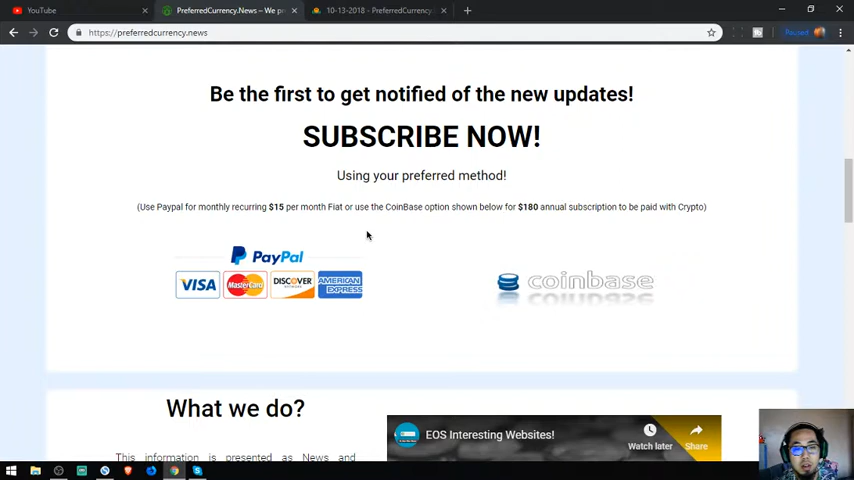 YouTube
PreferredCurrency.News – We pr
10-13-2018 - PreferredCurrency.
https://preferredcurrency.news
Paused
Be the first to get notified of the new updates!
SUBSCRIBE NOW!
Using your preferred method!
(Use Paypal for monthly recurring $15 per month Fiat or use the CoinBase option shown below for $180 annual subscription to be paid with Crypto)
PayPal
VISA
MasterCard
DISCOVER
NETWORK
AMERICAN
EXPRESS
coinbase
What we do?
This information is presented as News and
EOS Interesting Websites!
Watch later
Share